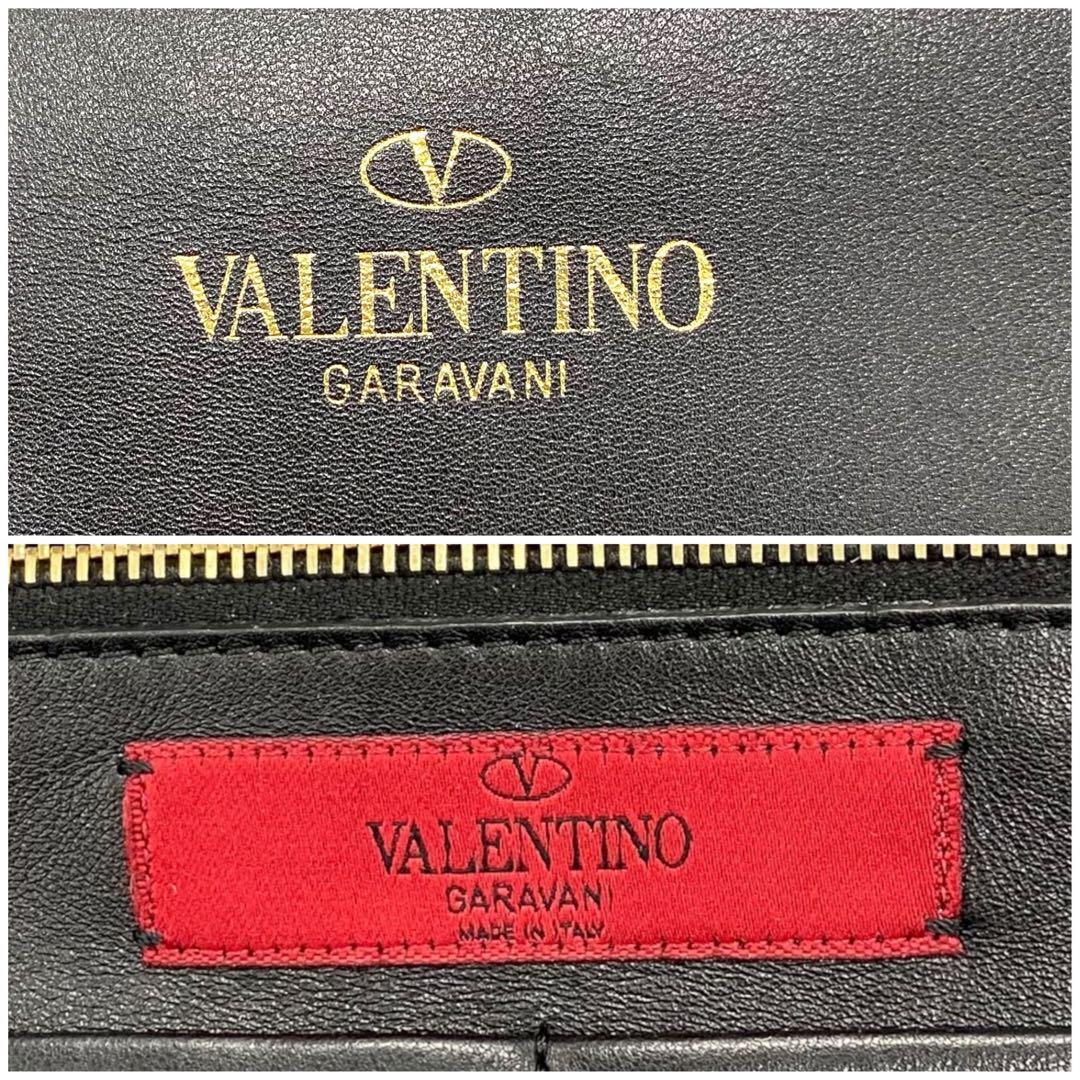 V
VALENTINO
GARAVANI
V
VALENTINO
GARAVANI
MADE IN ITALY